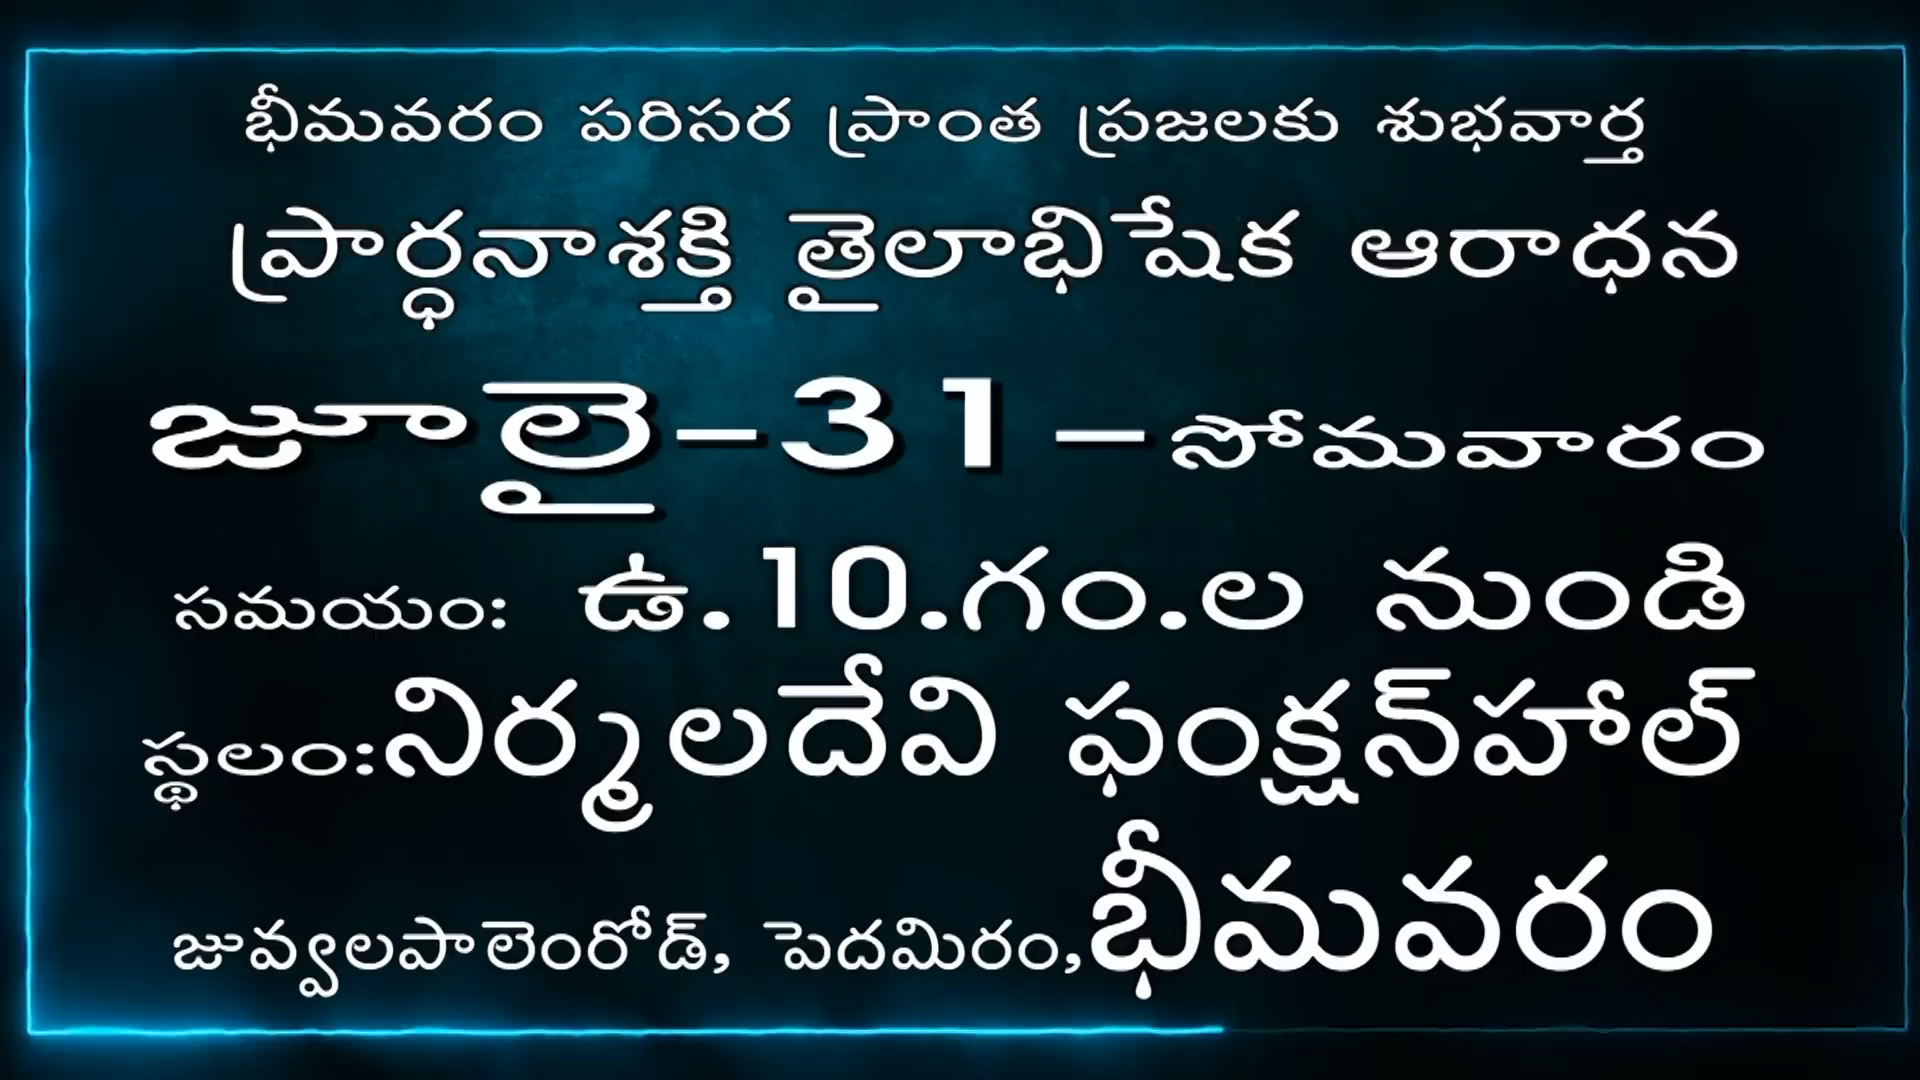 భీమవరం పరిసర ప్రాంత ప్రజలకు శుభవార్త
ప్రార్ధనాశక్తి తైలాభిషేక ఆరాధన
జూలై-31-సోమవారం
సమయం: ఉ.10.గం.ల నుండి
స్థలం:నిర్మలదేవి ఫంక్షన్‌హాల్
జువ్వలపాలెంరోడ్, పెదమిరం,భీమవరం